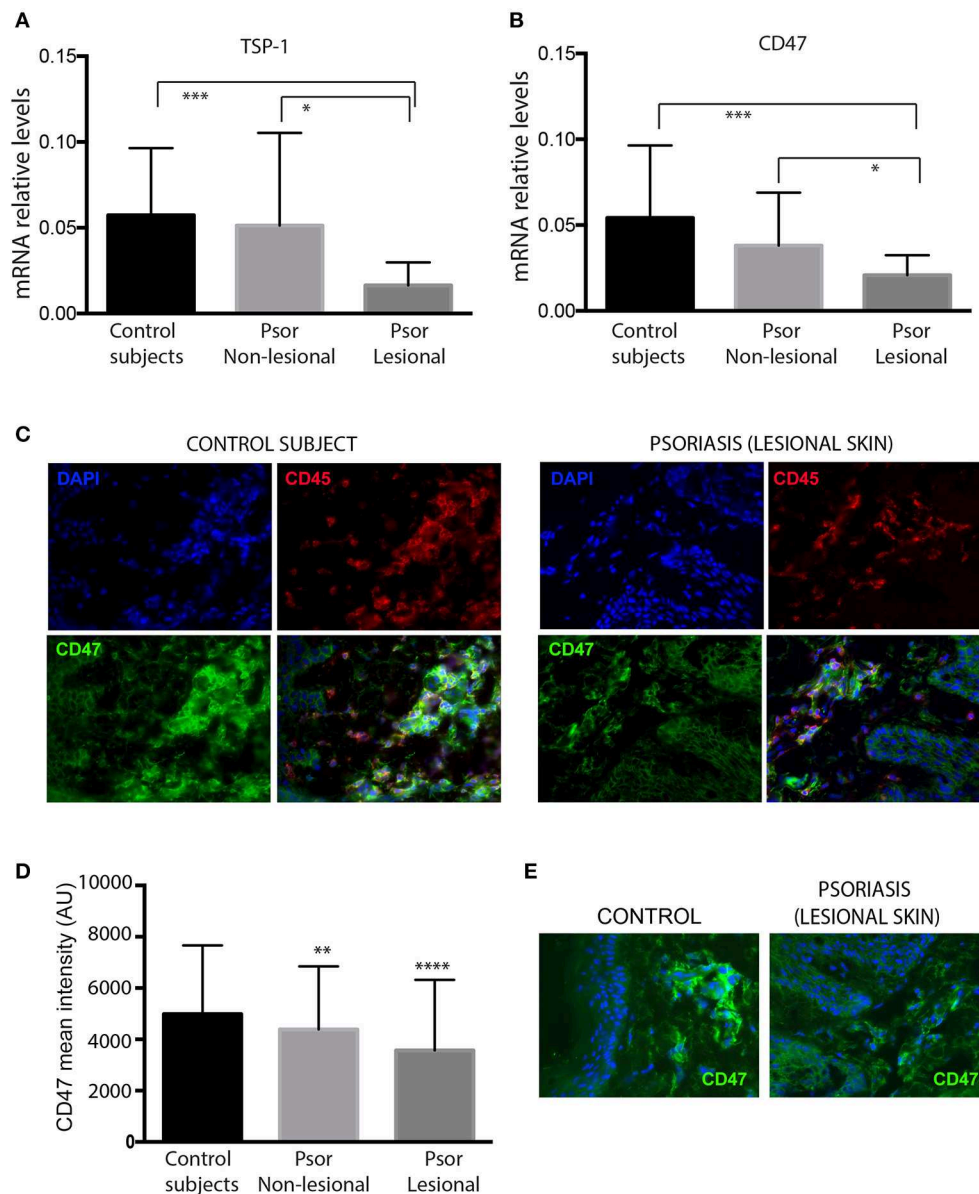 A
TSP-1
mRNA relative levels
0.15
0.10
0.05
0.00
***
*
Control
subjects
Psor
Non-lesional
Psor
Lesional
B
CD47
mRNA relative levels
0.15
0.10
0.05
0.00
***
*
Control
subjects
Psor
Non-lesional
Psor
Lesional
C
CONTROL SUBJECT
DAPI
CD45
CD47
PSORIASIS (LESIONAL SKIN)
DAPI
CD45
CD47
D
CD47 mean intensity (AU)
10000
8000
6000
4000
2000
0
**
****
Control
subjects
Psor
Non-lesional
Psor
Lesional
E
CONTROL
CD47
PSORIASIS
(LESIONAL SKIN)
CD47